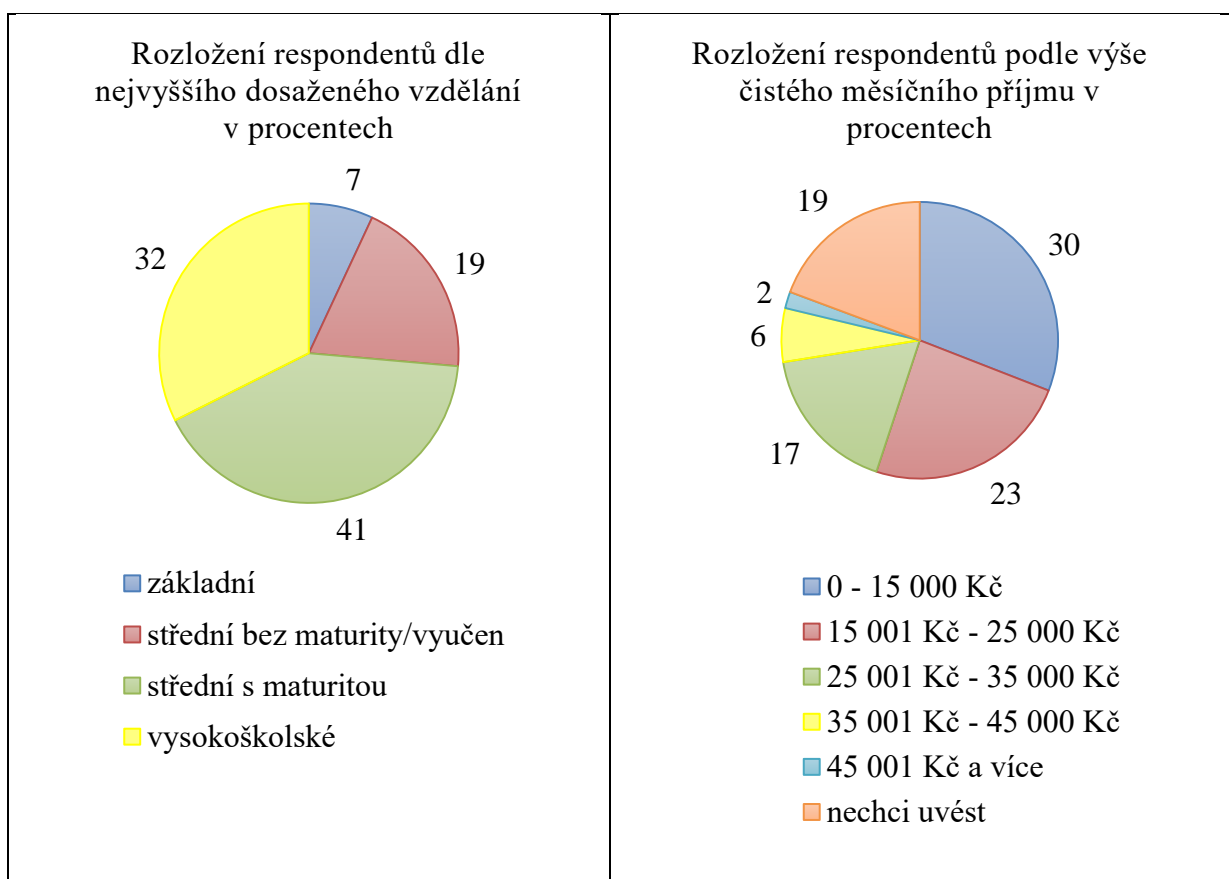 Rozložení respondentů dle
nejvyššího dosaženého vzdělání
v procentech
7
19
41
32
základní
střední bez maturity/vyučen
střední s maturitou
vysokoškolské
Rozložení respondentů podle výše
čistého měsíčního příjmu v
procentech
30
23
17
6
2
19
0 - 15 000 Kč
15 001 Kč - 25 000 Kč
25 001 Kč - 35 000 Kč
35 001 Kč - 45 000 Kč
45 001 Kč a více
nechci uvést